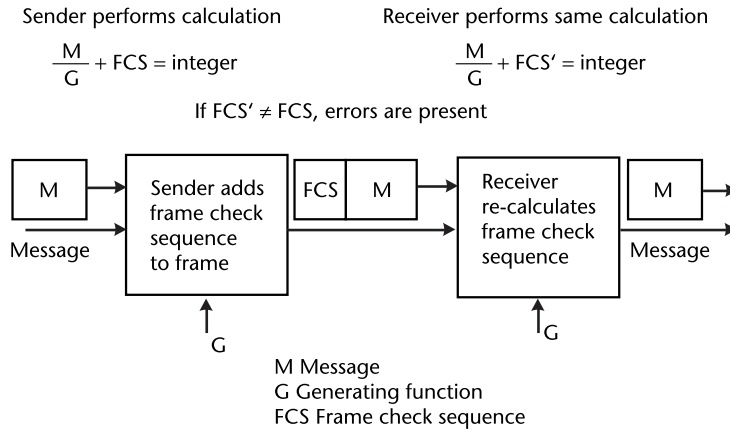 Sender performs calculation
Receiver performs same calculation
M
G
+ FCS = integer
M
G
+ FCS‘ = integer
If FCS‘ ≠ FCS, errors are present
M
Message
Sender adds
frame check
sequence
to frame
FCS
M
Receiver
re-calculates
frame check
sequence
M
Message
G
G
M Message
G Generating function
FCS Frame check sequence